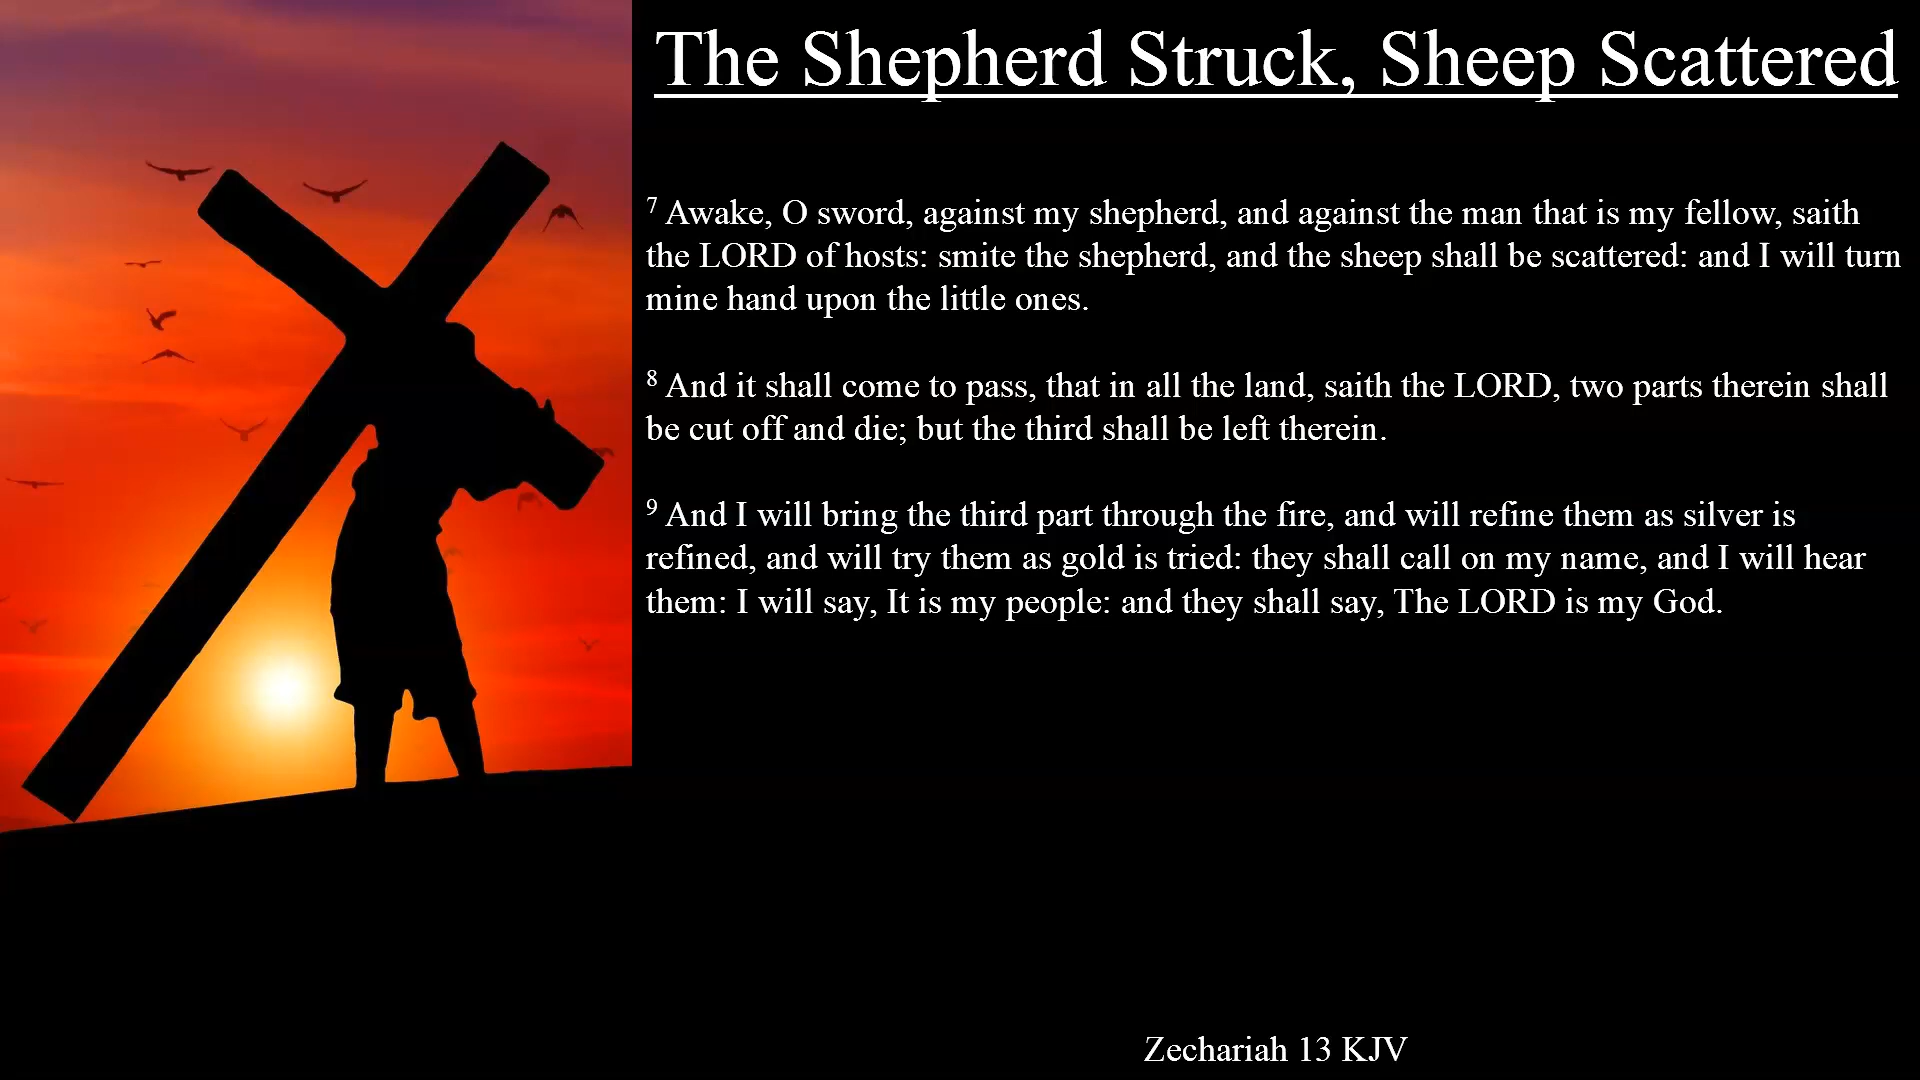 The Shepherd Struck, Sheep Scattered
7 Awake, O sword, against my shepherd, and against the man that is my fellow, saith
the LORD of hosts: smite the shepherd, and the sheep shall be scattered: and I will turn
mine hand upon the little ones.
8 And it shall come to pass, that in all the land, saith the LORD, two parts therein shall
be cut off and die; but the third shall be left therein.
9 And I will bring the third part through the fire, and will refine them as silver is
refined, and will try them as gold is tried: they shall call on my name, and I will hear
them: I will say, It is my people: and they shall say, The LORD is my God.
Zechariah 13 KJV